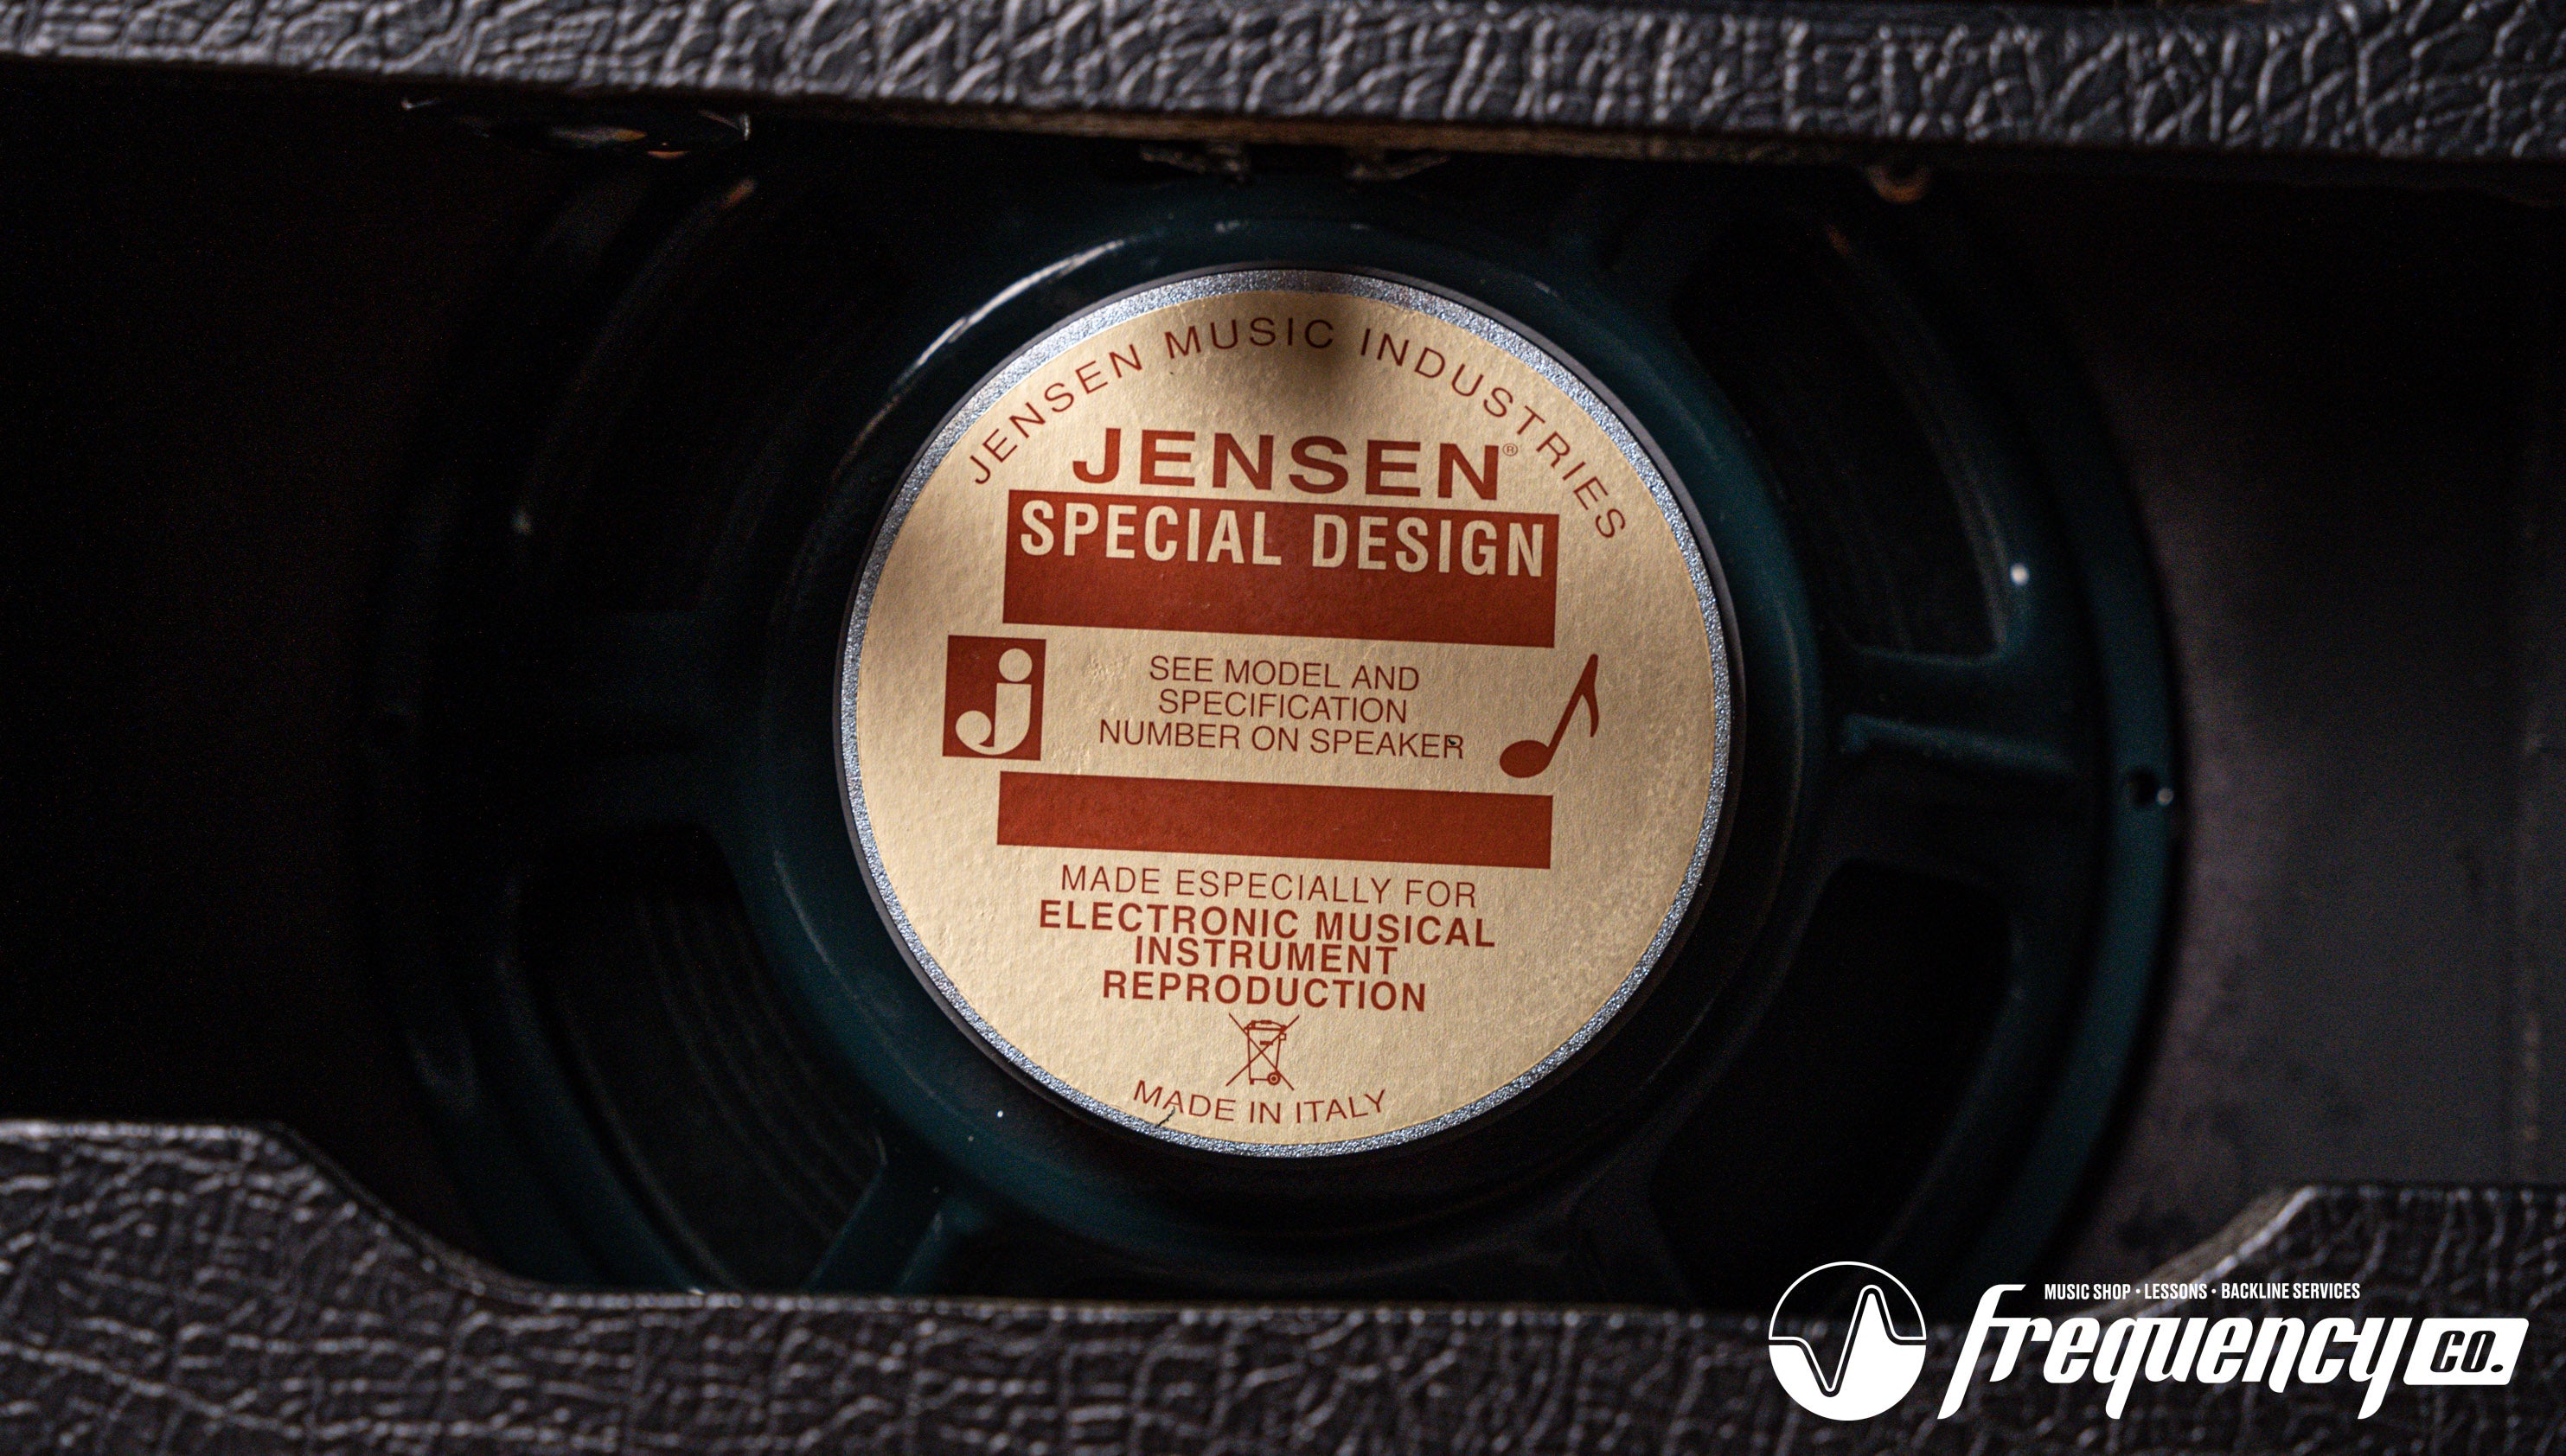 JENSEN MUSIC INDUSTRIES
JENSEN®
SPECIAL DESIGN
j
SEE MODEL AND
SPECIFICATION
NUMBER ON SPEAKER
MADE ESPECIALLY FOR
ELECTRONIC MUSICAL
INSTRUMENT
REPRODUCTION
MADE IN ITALY
MUSIC SHOP • LESSONS • BACKLINE SERVICES
frequency CO.